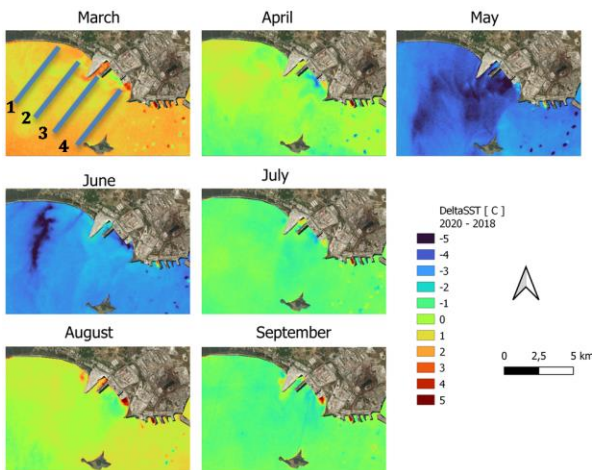 March
April
May
1
2
3
4
June
July
DeltaSST [ C ]
2020 - 2018
-5
-4
-3
-2
-1
0
1
2
3
4
5
0 2,5 5 km
August
September